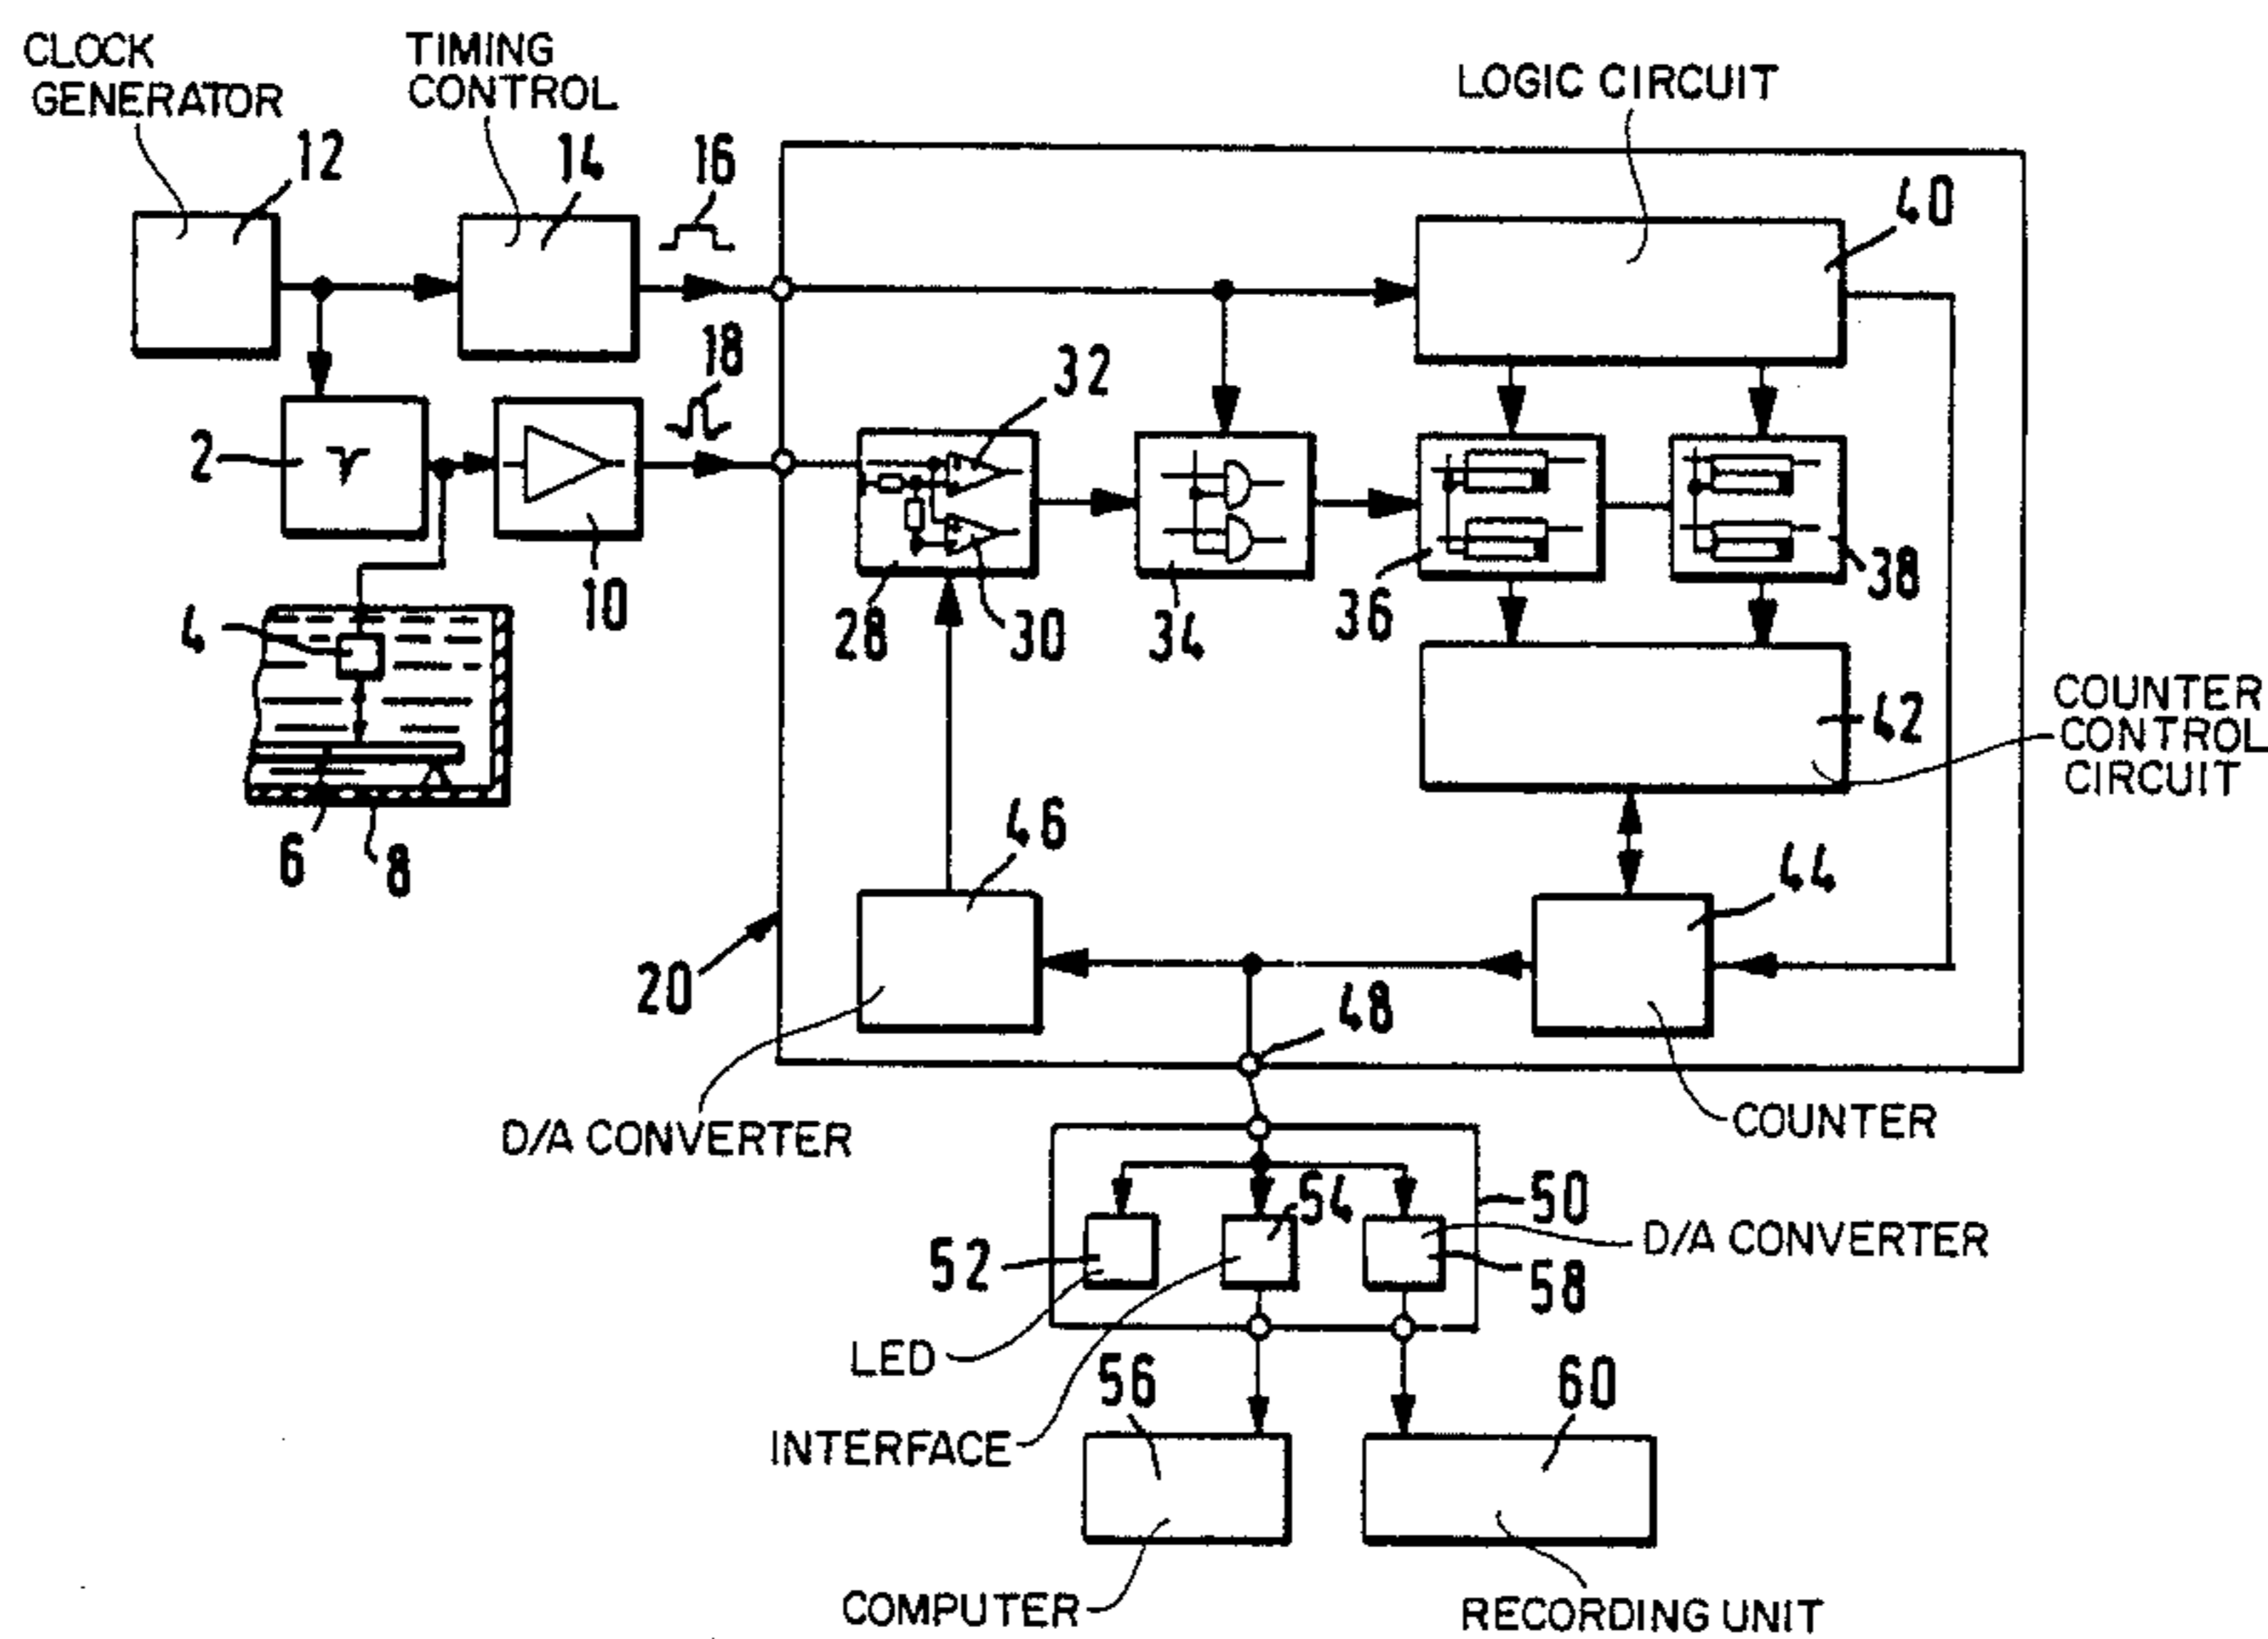 CLOCK
GENERATOR
TIMING
CONTROL
LOGIC CIRCUIT
12
14
16
40
18
32
2
10
28
30
34
36
38
4
6
8
42
COUNTER
CONTROL
CIRCUIT
46
44
20
48
D/A CONVERTER
COUNTER
50
54
52
D/A CONVERTER
58
LED
56
60
INTERFACE
COMPUTER
RECORDING UNIT